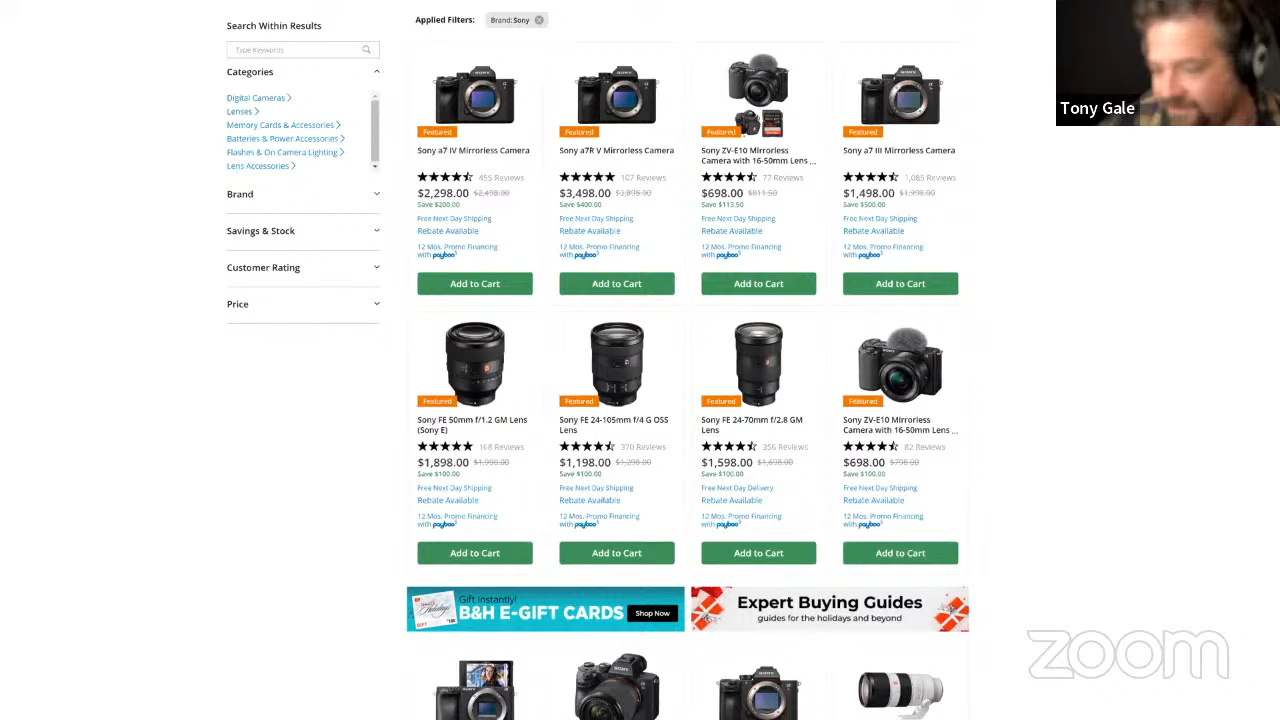 Search Within Results
Type Keywords
Categories
Digital Cameras
Lenses
Memory Cards & Accessories
Batteries & Power Accessories
Flashes & On Camera Lighting
Lens Accessories
Brand
Savings & Stock
Customer Rating
Price
Applied Filters:
Brand: Sony
Featured
Sony a7 IV Mirrorless Camera
455 Reviews
$2,298.00 $2,498.00
Save $200.00
Free Next Day Shipping
Rebate Available
12 Mos. Promo Financing
with payboo§
Add to Cart
Featured
Sony a7R V Mirrorless Camera
107 Reviews
$3,498.00 $3,898.00
Save $400.00
Free Next Day Shipping
Rebate Available
12 Mos. Promo Financing
with payboo§
Add to Cart
Featured
Sony ZV-E10 Mirrorless
Camera with 16-50mm Lens ...
77 Reviews
$698.00 $811.50
Save $113.50
Free Next Day Shipping
Rebate Available
12 Mos. Promo Financing
with payboo§
Add to Cart
SONY
Featured
Sony a7 III Mirrorless Camera
1,085 Reviews
$1,498.00 $1,998.00
Save $500.00
Free Next Day Shipping
Rebate Available
12 Mos. Promo Financing
with payboo§
Add to Cart
Featured
Sony FE 50mm f/1.2 GM Lens
(Sony E)
168 Reviews
$1,898.00 $1,998.00
Save $100.00
Free Next Day Shipping
Rebate Available
12 Mos. Promo Financing
with payboo§
Add to Cart
Featured
Sony FE 24-105mm f/4 G OSS
Lens
370 Reviews
$1,198.00 $1,298.00
Save $100.00
Free Next Day Shipping
Rebate Available
12 Mos. Promo Financing
with payboo§
Add to Cart
Featured
Sony FE 24-70mm f/2.8 GM
Lens
356 Reviews
$1,598.00 $1,698.00
Save $100.00
Free Next Day Delivery
Rebate Available
12 Mos. Promo Financing
with payboo§
Add to Cart
Featured
Sony ZV-E10 Mirrorless
Camera with 16-50mm Lens ...
82 Reviews
$698.00 $798.00
Save $100.00
Free Next Day Shipping
Rebate Available
12 Mos. Promo Financing
with payboo§
Add to Cart
Gift Instantly!
B&H E-GIFT CARDS
Shop Now
Expert Buying Guides
guides for the holidays and beyond
Tony Gale
zoom